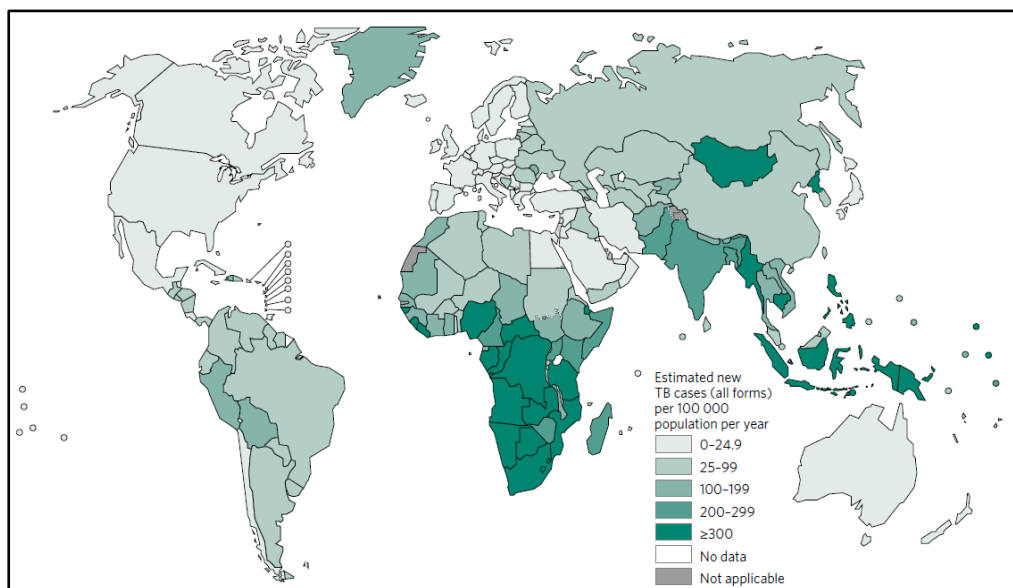 Estimated new
TB cases (all forms)
per 100 000
population per year
0–24.9
25–99
100–199
200–299
≥300
No data
Not applicable